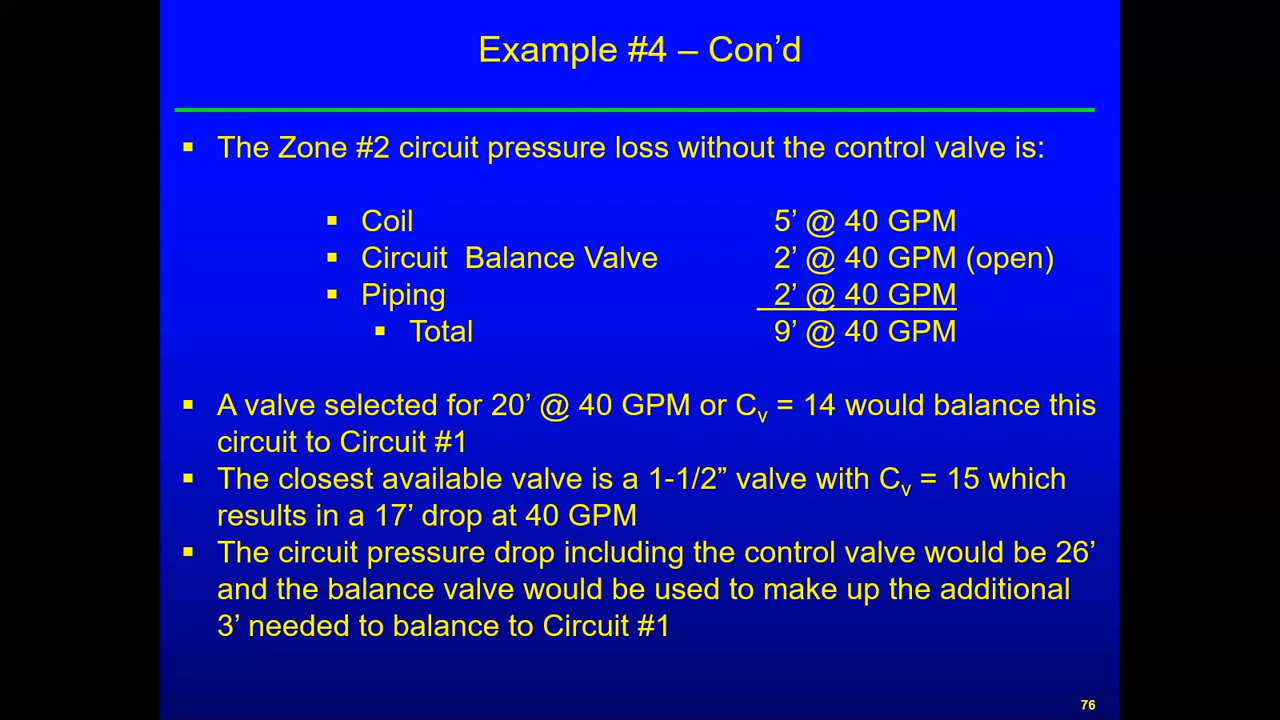 Example #4 – Con’d
▪ The Zone #2 circuit pressure loss without the control valve is:
▪ Coil 5’ @ 40 GPM
▪ Circuit Balance Valve 2’ @ 40 GPM (open)
▪ Piping 2’ @ 40 GPM
▪ Total 9’ @ 40 GPM
▪ A valve selected for 20’ @ 40 GPM or Cv = 14 would balance this
circuit to Circuit #1
▪ The closest available valve is a 1-1/2” valve with Cv = 15 which
results in a 17’ drop at 40 GPM
▪ The circuit pressure drop including the control valve would be 26’
and the balance valve would be used to make up the additional
3’ needed to balance to Circuit #1
76